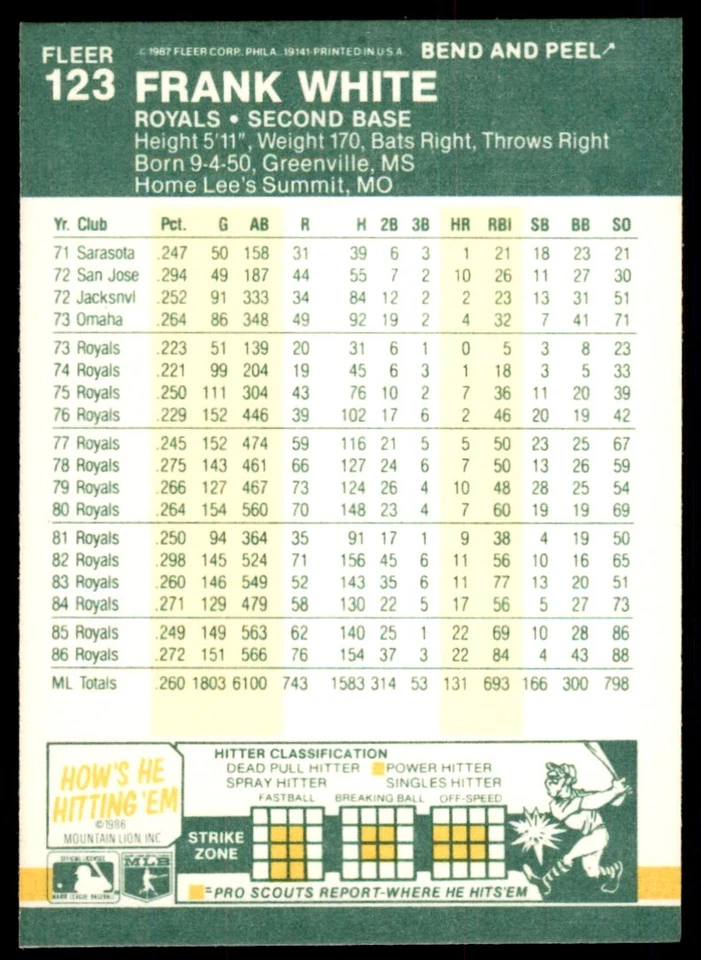 FLEER
123
© 1987 FLEER CORP. PHILA. 19141-PRINTED IN U.S.A.
BEND AND PEEL
FRANK WHITE
ROYALS • SECOND BASE
Height 5'11", Weight 170, Bats Right, Throws Right
Born 9-4-50, Greenville, MS
Home Lee's Summit, MO
Yr. Club Pct. G AB R H 2B 3B HR RBI SB BB SO
71 Sarasota .247 50 158 31 39 6 3 1 21 18 23 21
72 San Jose .294 49 187 44 55 7 2 10 26 11 27 30
72 Jacksnvl .252 91 333 34 84 12 2 2 23 13 31 51
73 Omaha .264 86 348 49 92 19 2 4 32 7 41 71
73 Royals .223 51 139 20 31 6 1 0 5 3 8 23
74 Royals .221 99 204 19 45 6 3 1 18 3 5 33
75 Royals .250 111 304 43 76 10 2 7 36 11 20 39
76 Royals .229 152 446 39 102 17 6 2 46 20 19 42
77 Royals .245 152 474 59 116 21 5 5 50 23 25 67
78 Royals .275 143 461 66 127 24 6 7 50 13 26 59
79 Royals .266 127 467 73 124 26 4 10 48 28 25 54
80 Royals .264 154 560 70 148 23 4 7 60 19 19 69
81 Royals .250 94 364 35 91 17 1 9 38 4 19 50
82 Royals .298 145 524 71 156 45 6 11 56 10 16 65
83 Royals .260 146 549 52 143 35 6 11 77 13 20 51
84 Royals .271 129 479 58 130 22 5 17 56 5 27 73
85 Royals .249 149 563 62 140 25 1 22 69 10 28 86
86 Royals .272 151 566 76 154 37 3 22 84 4 43 88
ML Totals .260 1803 6100 743 1583 314 53 131 693 166 300 798
HOW'S HE
HITTING 'EM
©1986
MOUNTAIN LION, INC
OFFICIAL LICENSEE
MAJOR LEAGUE BASEBALL
MLB
HITTER CLASSIFICATION
DEAD PULL HITTER POWER HITTER
SPRAY HITTER SINGLES HITTER
FASTBALL BREAKING BALL OFF-SPEED
STRIKE
ZONE
=PRO SCOUTS REPORT-WHERE HE HITS 'EM